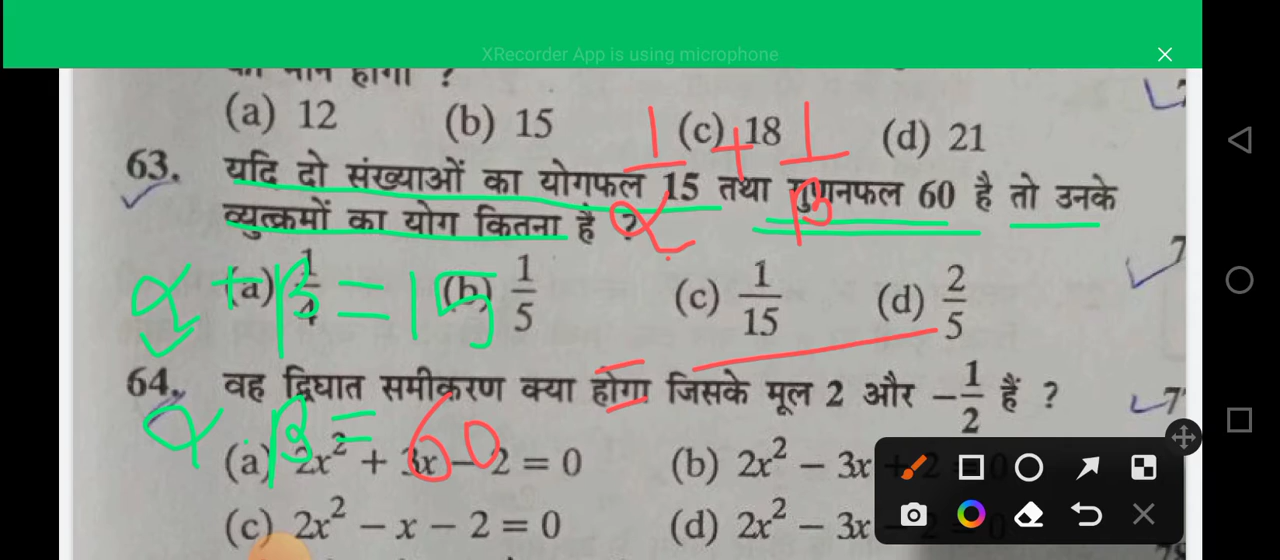 XRecorder App is using microphone
का मान होगा ?
(a) 12 (b) 15 (c) 18 (d) 21
63. यदि दो संख्याओं का योगफल 15 तथा गुणनफल 60 है तो उनके
व्युत्क्रमों का योग कितना है ?
1/α + 1/β =
(a) 1/4 (b) 1/5 (c) 1/15 (d) 2/5
α + β = 15
64. वह द्विघात समीकरण क्या होगा जिसके मूल 2 और -1/2 हैं ?
α . β = 60
(a) 2x² + 3x - 2 = 0 (b) 2x² - 3x
(c) 2x² - x - 2 = 0 (d) 2x² - 3x